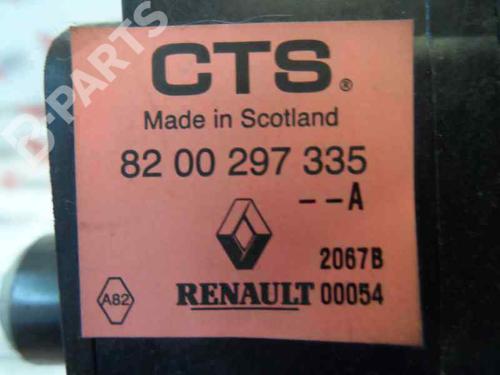 CTS®
Made in Scotland
82 00 297 335
--A
2067B
A82
RENAULT 00054
B-PARTS